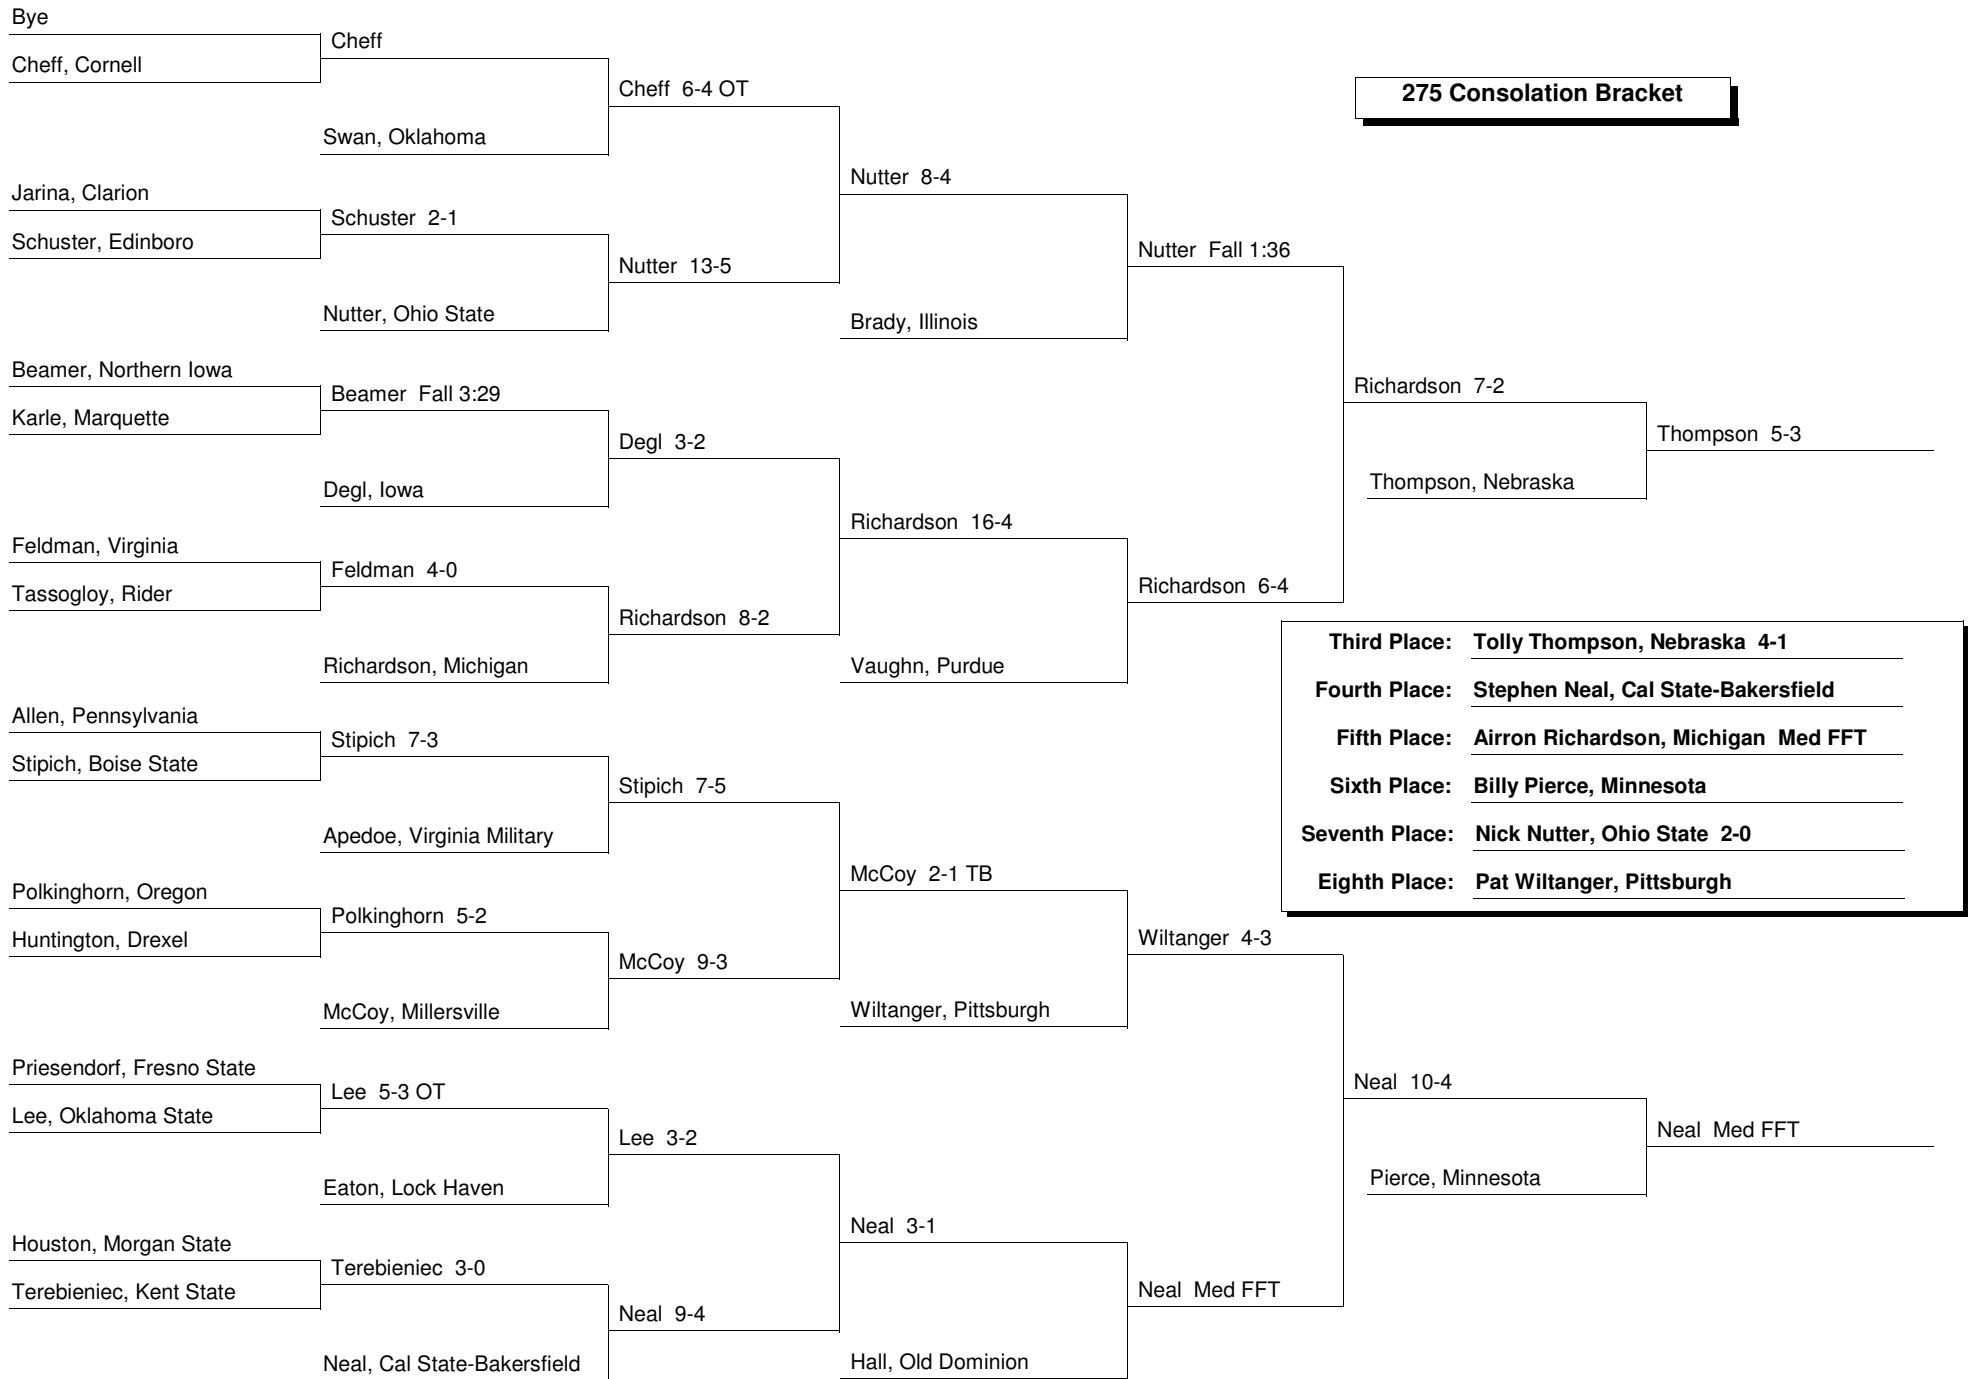 Bye
Cheff, Cornell
Cheff
Swan, Oklahoma
Cheff  6-4 OT
275 Consolation Bracket
Jarina, Clarion
Schuster, Edinboro
Schuster  2-1
Nutter, Ohio State
Nutter  13-5
Nutter  8-4
Brady, Illinois
Nutter  Fall 1:36
Beamer, Northern Iowa
Karle, Marquette
Beamer  Fall 3:29
Degl, Iowa
Degl  3-2
Feldman, Virginia
Tassogloy, Rider
Feldman  4-0
Richardson, Michigan
Richardson  8-2
Richardson  16-4
Vaughn, Purdue
Richardson  6-4
Richardson  7-2
Thompson, Nebraska
Thompson  5-3
Third Place: Tolly Thompson, Nebraska  4-1
Fourth Place: Stephen Neal, Cal State-Bakersfield
Fifth Place: Airron Richardson, Michigan  Med FFT
Sixth Place: Billy Pierce, Minnesota
Seventh Place: Nick Nutter, Ohio State  2-0
Eighth Place: Pat Wiltanger, Pittsburgh
Allen, Pennsylvania
Stipich, Boise State
Stipich  7-3
Apedoe, Virginia Military
Stipich  7-5
Polkinghorn, Oregon
Huntington, Drexel
Polkinghorn  5-2
McCoy, Millersville
McCoy  9-3
McCoy  2-1 TB
Wiltanger, Pittsburgh
Wiltanger  4-3
Priesendorf, Fresno State
Lee, Oklahoma State
Lee  5-3 OT
Eaton, Lock Haven
Lee  3-2
Houston, Morgan State
Terebieniec, Kent State
Terebieniec  3-0
Neal, Cal State-Bakersfield
Neal  9-4
Neal  3-1
Hall, Old Dominion
Neal  Med FFT
Neal  10-4
Pierce, Minnesota
Neal  Med FFT